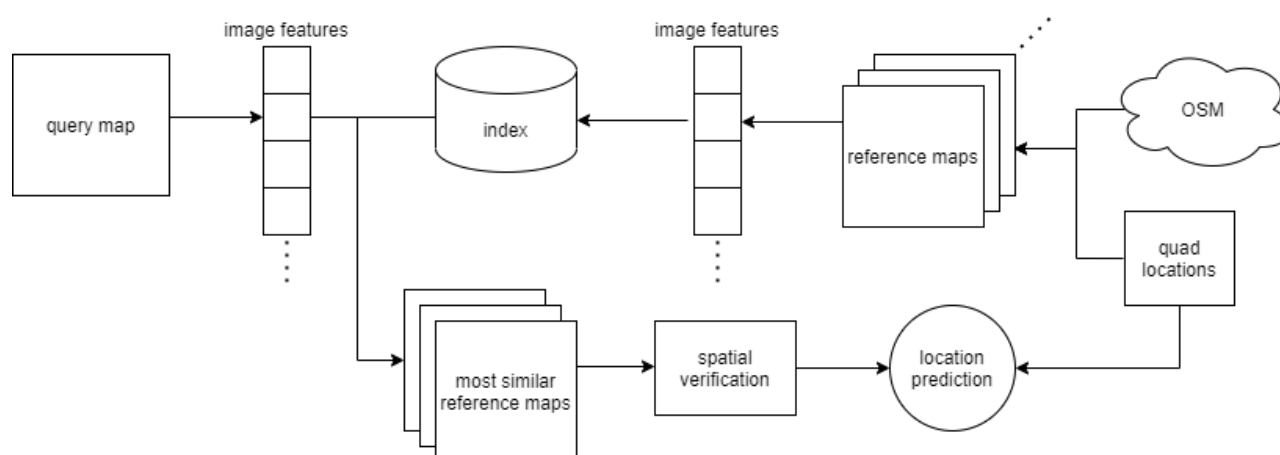 image features
image features
query map
index
reference maps
OSM
quad
locations
most similar
reference maps
spatial
verification
location
prediction